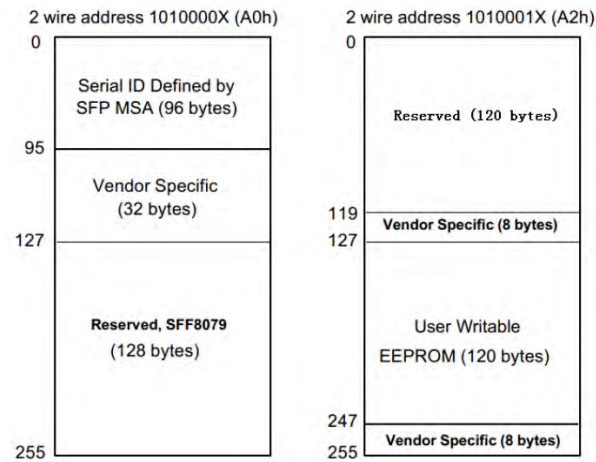 2 wire address 1010000X (A0h)
0
Serial ID Defined by
SFP MSA (96 bytes)
95
Vendor Specific
(32 bytes)
127
Reserved, SFF8079
(128 bytes)
255
2 wire address 1010001X (A2h)
0
Reserved (120 bytes)
119
Vendor Specific (8 bytes)
127
User Writable
EEPROM (120 bytes)
247
Vendor Specific (8 bytes)
255